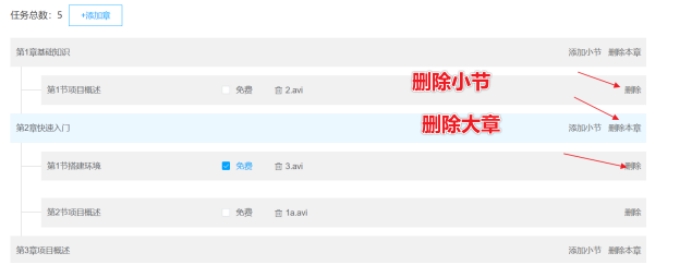 任务总数：5 +添加章
第1章基础知识 添加小节 删除本章
第1节项目概述 免费 2.avi 删除
删除小节
第2章快速入门 添加小节 删除本章
删除大章
第1节搭建环境 免费 3.avi 删除
第2节项目概述 免费 1a.avi 删除
第3章项目概述 添加小节 删除本章